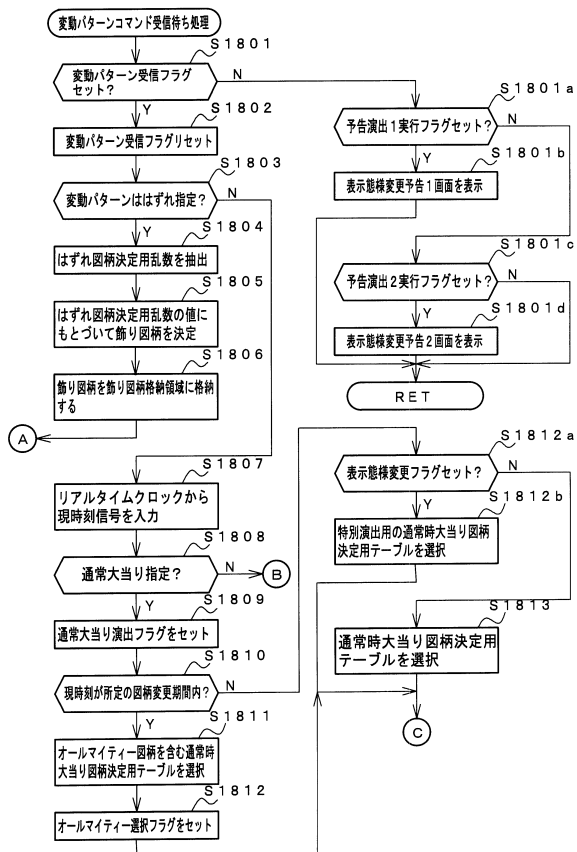 変動パターンコマンド受信待ち処理
S1801
変動パターン受信フラグ
セット?
N
Y
S1802
変動パターン受信フラグリセット
S1803
変動パターンははずれ指定?
N
Y
S1804
はずれ図柄決定用乱数を抽出
S1805
はずれ図柄決定用乱数の値に
もとづいて飾り図柄を決定
S1806
飾り図柄を飾り図柄格納領域に格納
する
A
S1807
リアルタイムクロックから
現時刻信号を入力
S1808
通常大当り指定?
N
B
Y
S1809
通常大当り演出フラグをセット
S1810
現時刻が所定の図柄変更期間内?
N
Y
S1811
オールマイティー図柄を含む通常時
大当り図柄決定用テーブルを選択
S1812
オールマイティー選択フラグをセット
S1801a
予告演出1実行フラグセット?
N
Y
S1801b
表示態様変更予告1画面を表示
S1801c
予告演出2実行フラグセット?
N
Y
S1801d
表示態様変更予告2画面を表示
RET
S1812a
表示態様変更フラグセット?
N
Y
S1812b
特別演出用の通常時大当り図柄
決定用テーブルを選択
S1813
通常時大当り図柄決定用
テーブルを選択
C